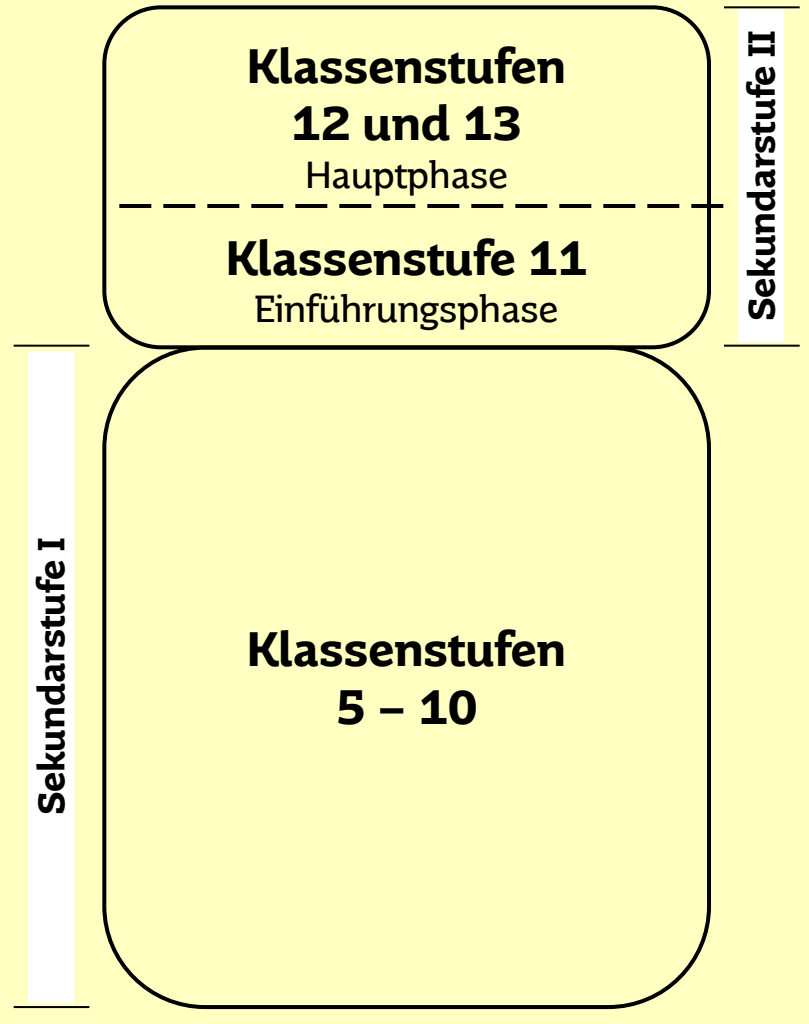 Klassenstufen
12 und 13
Hauptphase
Klassenstufe 11
Einführungsphase
Sekundarstufe II
Klassenstufen
5 – 10
Sekundarstufe I